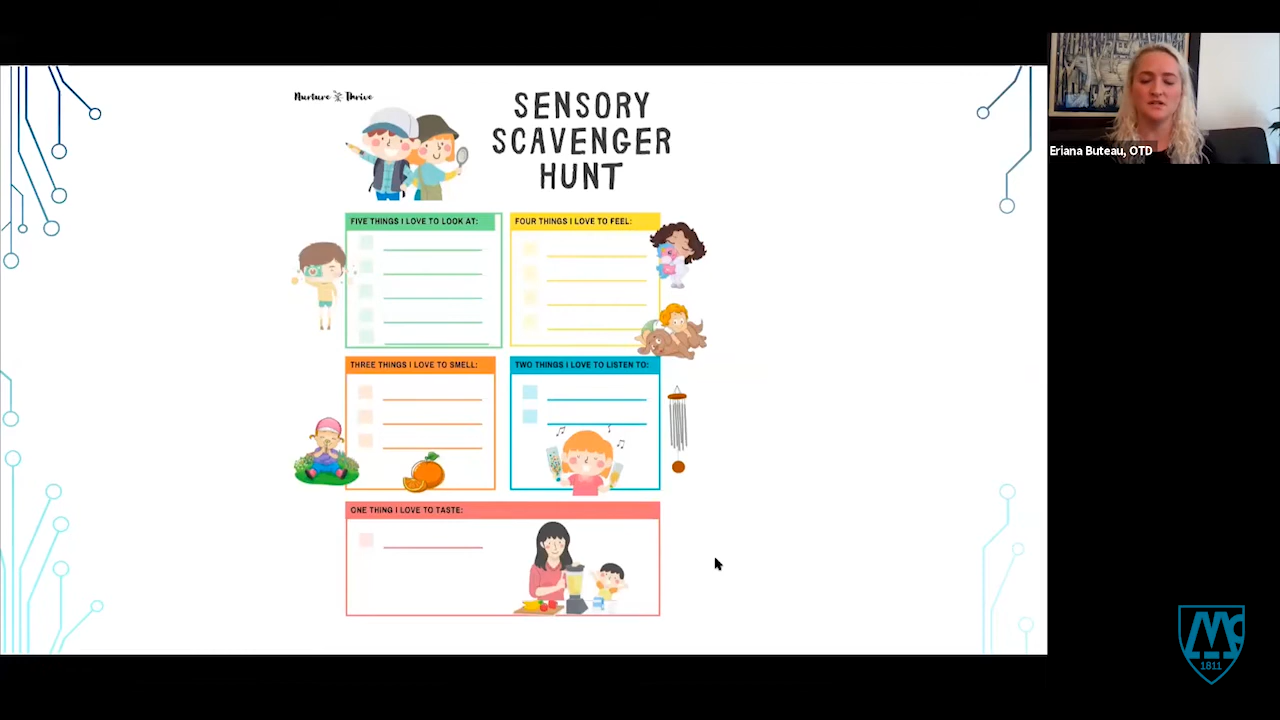 Nurture Thrive
SENSORY
SCAVENGER
HUNT
FIVE THINGS I LOVE TO LOOK AT:
FOUR THINGS I LOVE TO FEEL:
THREE THINGS I LOVE TO SMELL:
TWO THINGS I LOVE TO LISTEN TO:
ONE THING I LOVE TO TASTE:
Eriana Buteau, OTD
Mc
1811